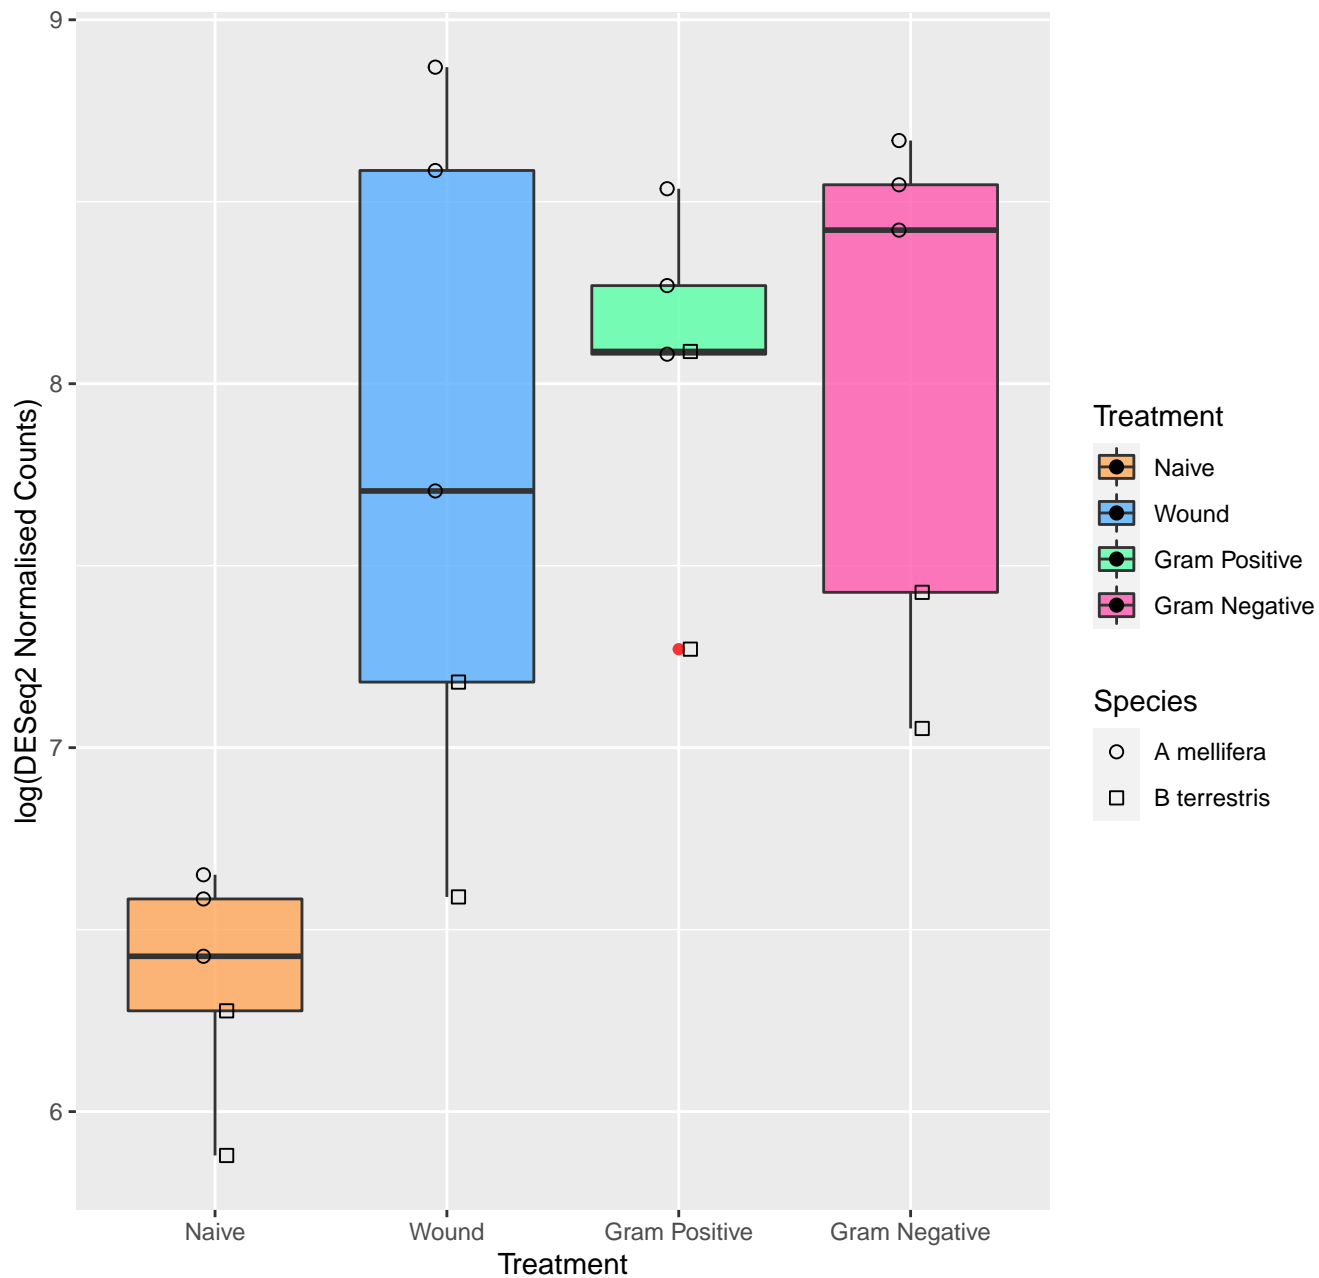 log(DESeq2 Normalised Counts)
9
8
7
6
Naive
Wound
Gram Positive
Gram Negative
Treatment
Treatment
Naive
Wound
Gram Positive
Gram Negative
Species
A mellifera
B terrestris